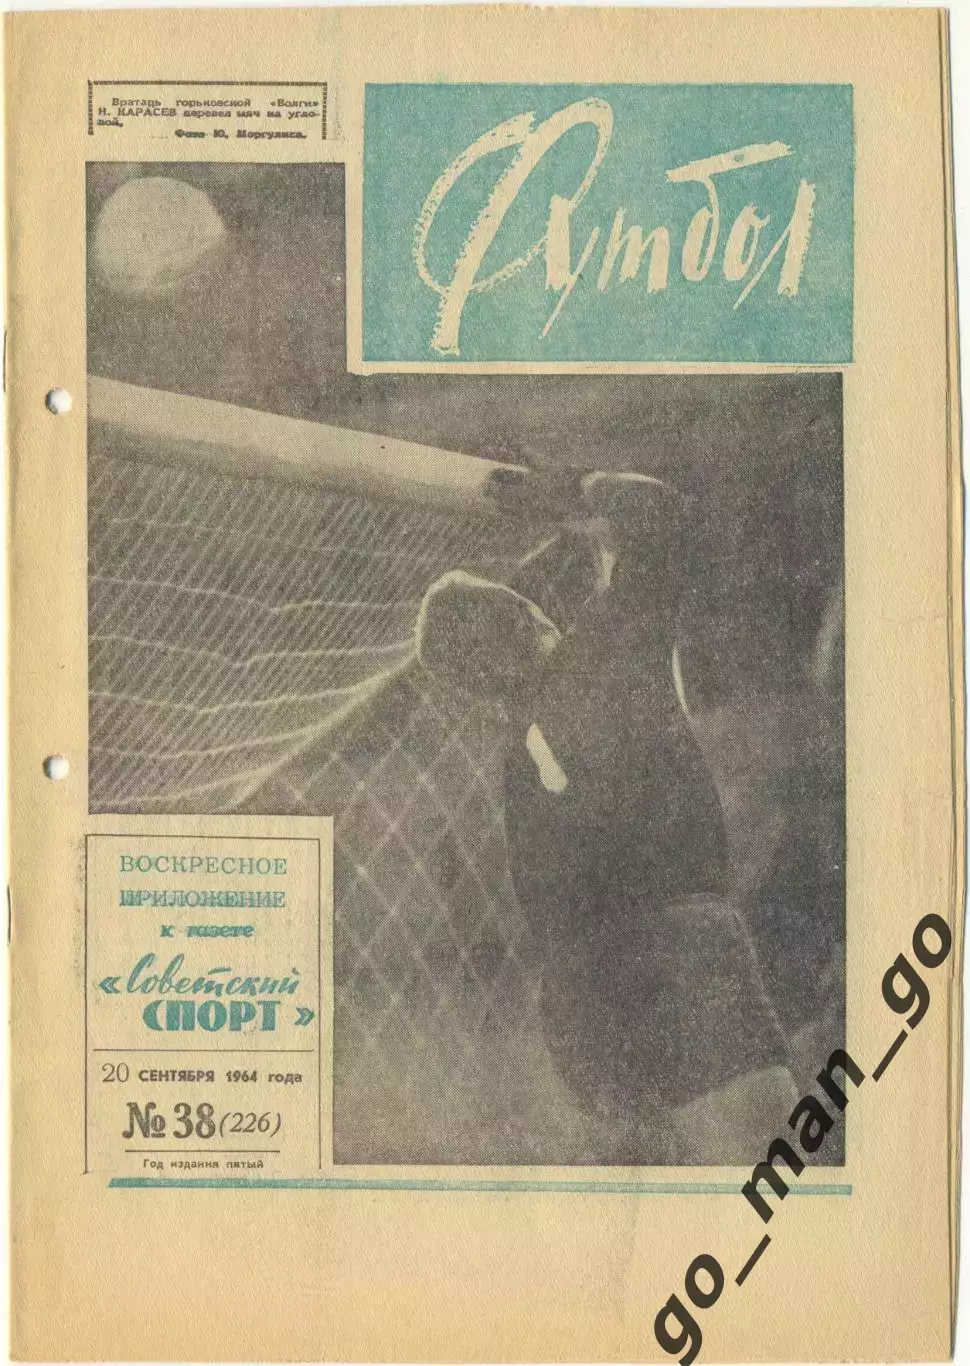 Вратарь горьковской «Волги»
Н. КАРАСЕВ перевел мяч на угло-
вой.
Фото Ю. Моргулиса.
Футбол
ВОСКРЕСНОЕ
ПРИЛОЖЕНИЕ
к газете
«Советский
СПОРТ»
20 СЕНТЯБРЯ 1964 года
№ 38 (226)
Год издания пятый
go_man_go